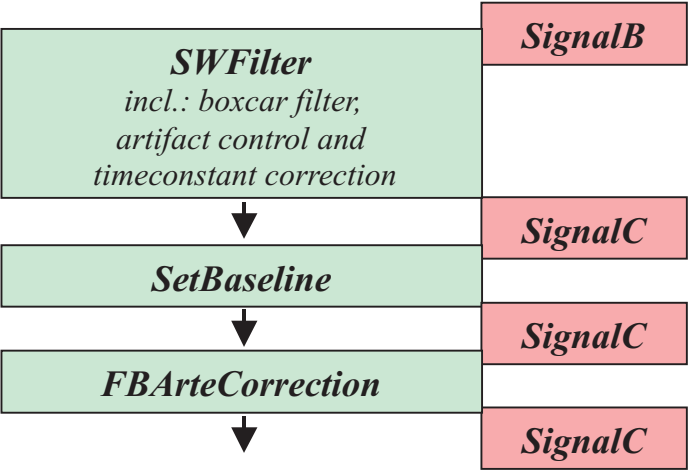 SignalB
SWFilter
incl.: boxcar filter,
artifact control and
timeconstant correction
SignalC
SetBaseline
SignalC
FBArteCorrection
SignalC